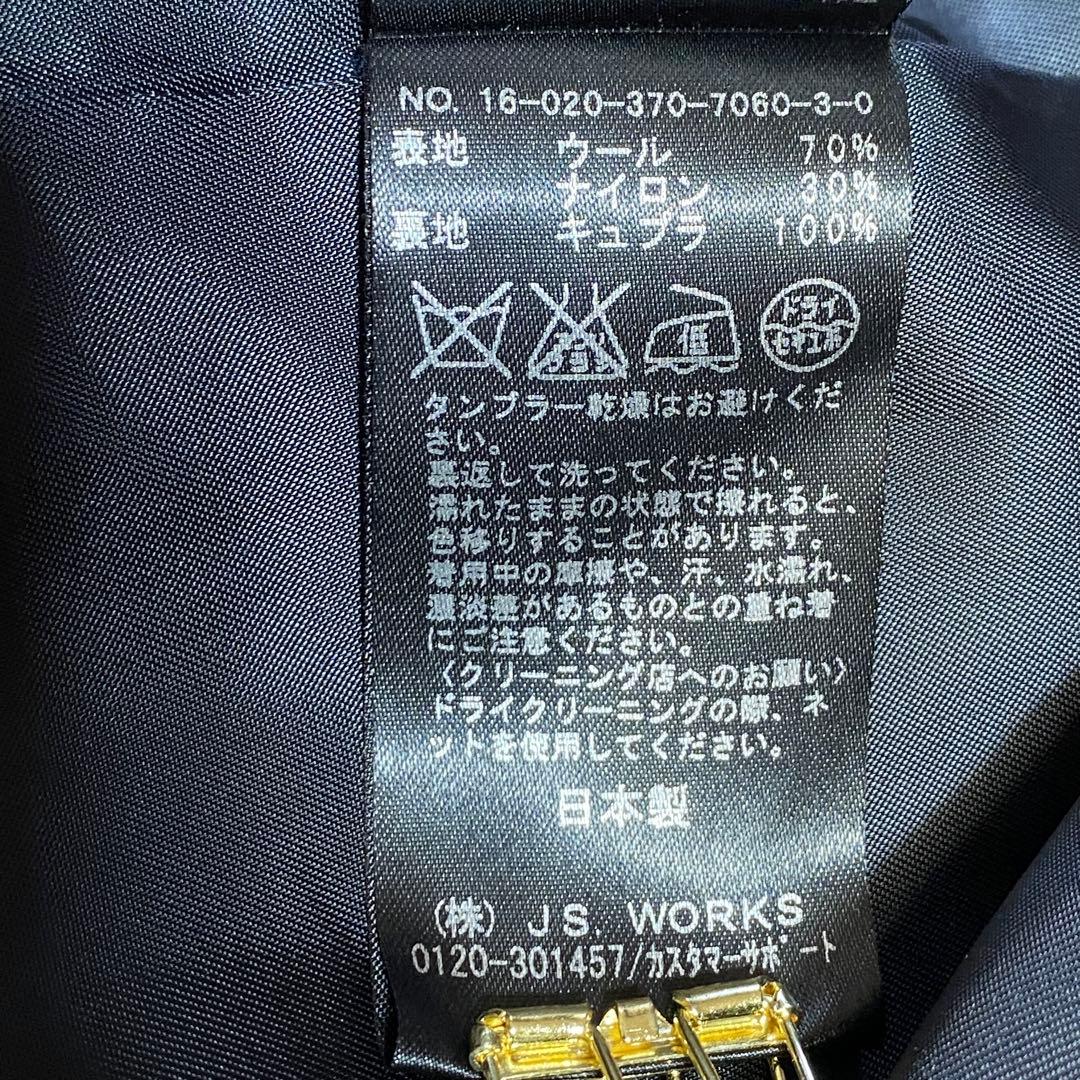 NO. 16-020-370-7060-3-0
表地 ウール 70%
ナイロン 30%
裏地 キュプラ 100%
エンソ サラシ
低
ドライ
セキユ系
タンブラー乾燥はお避けくだ
さい。
裏返して洗ってください。
濡れたままの状態で擦れると、
色移りすることがあります。
着用中の摩擦や、汗、水濡れ、
濃淡差があるものとの重ね着
にご注意ください。
〈クリーニング店へのお願い〉
ドライクリーニングの際、ネ
ットを使用してください。
日本製
(株) J.S. WORKS
0120-301457/カスタマーサポート